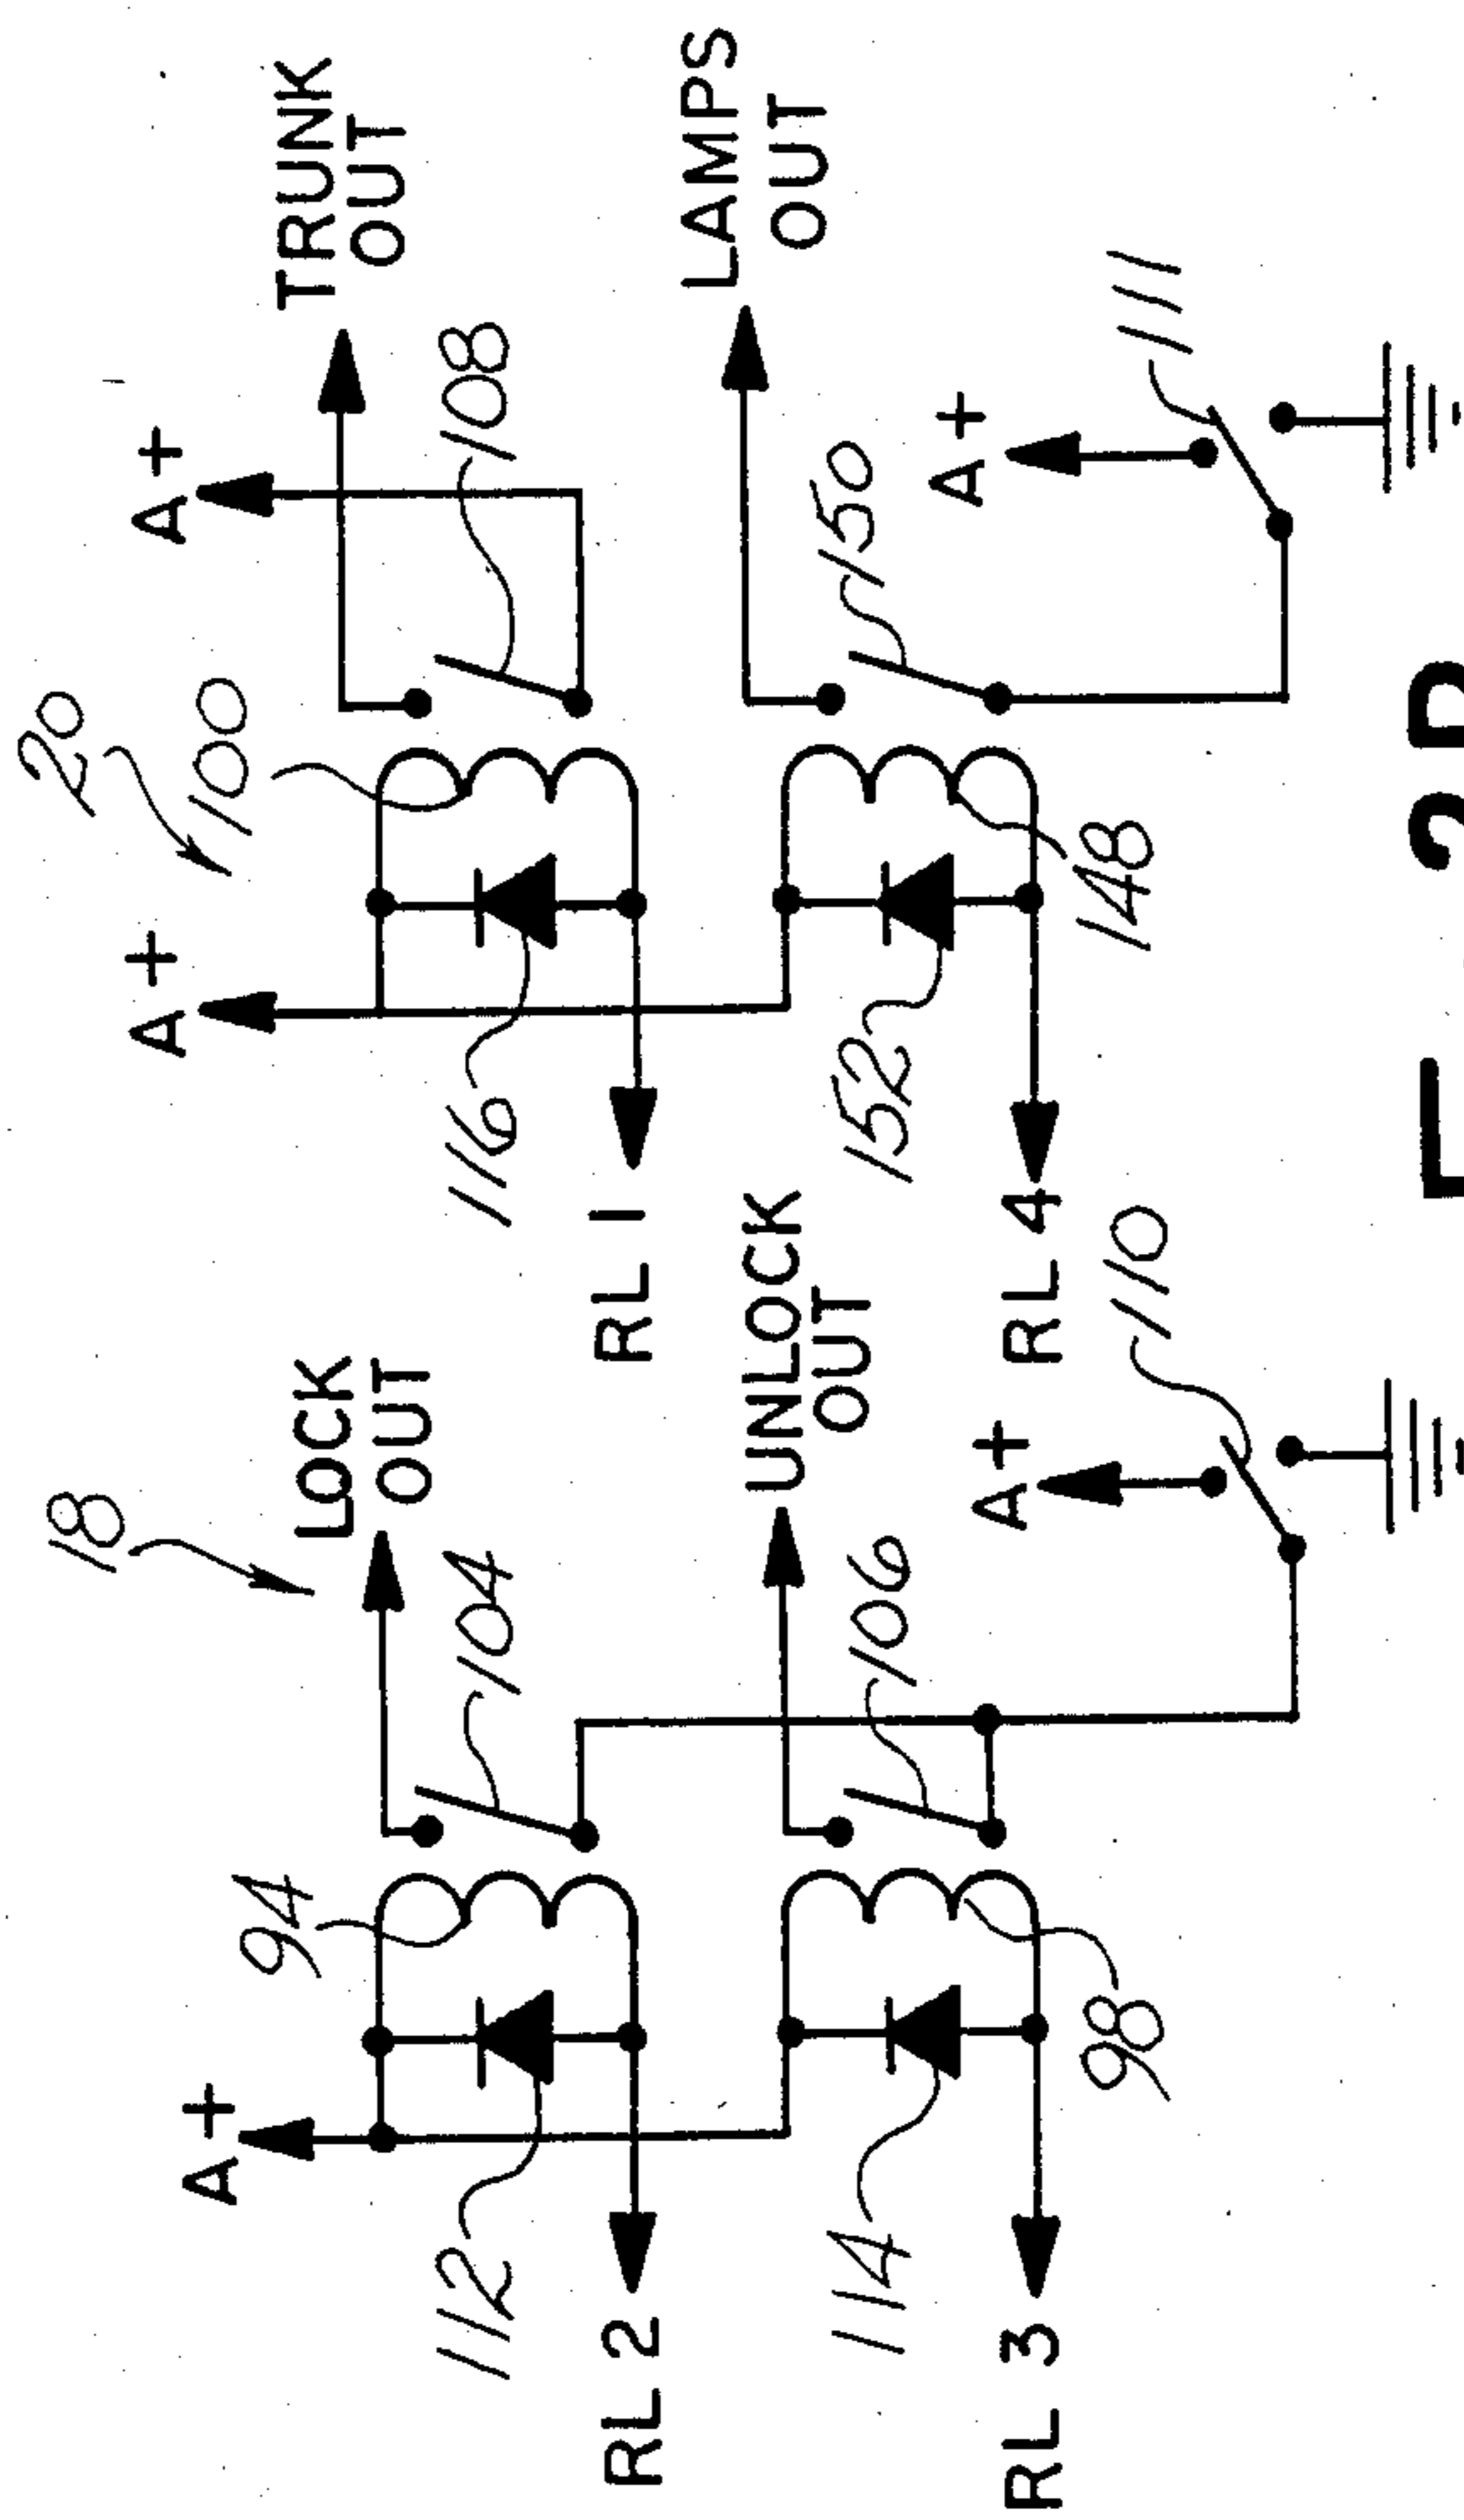 20
100
A+
TRUNK
OUT
A+
108
116
RL 1
LAMPS
OUT
150
A+
152
RL 4
148
111
18
LOCK
OUT
94
A+
104
112
RL 2
UNLOCK
OUT
106
A+
110
114
RL 3
98